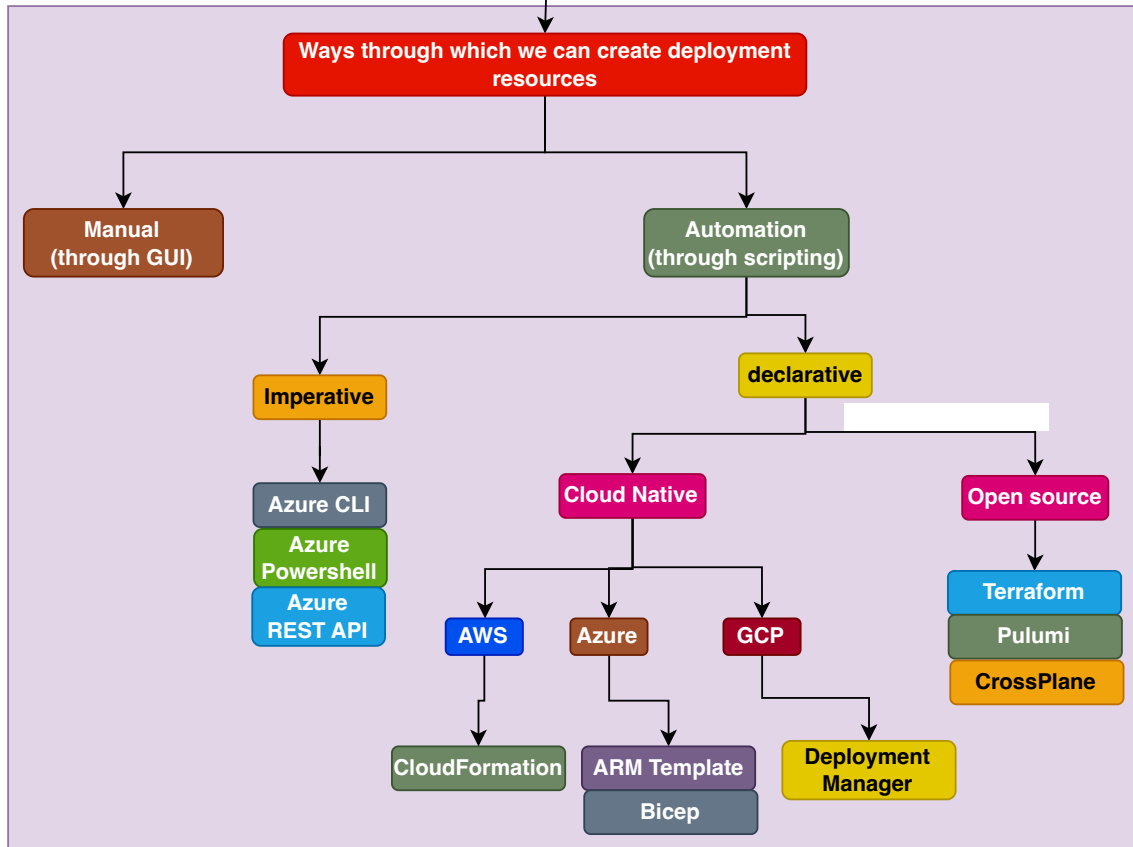 Ways through which we can create deployment
resources
Manual
(through GUI)
Automation
(through scripting)
Imperative
declarative
Azure CLI
Azure
Powershell
Azure
REST API
Cloud Native
Open source
AWS
Azure
GCP
Terraform
Pulumi
CrossPlane
CloudFormation
ARM Template
Bicep
Deployment
Manager